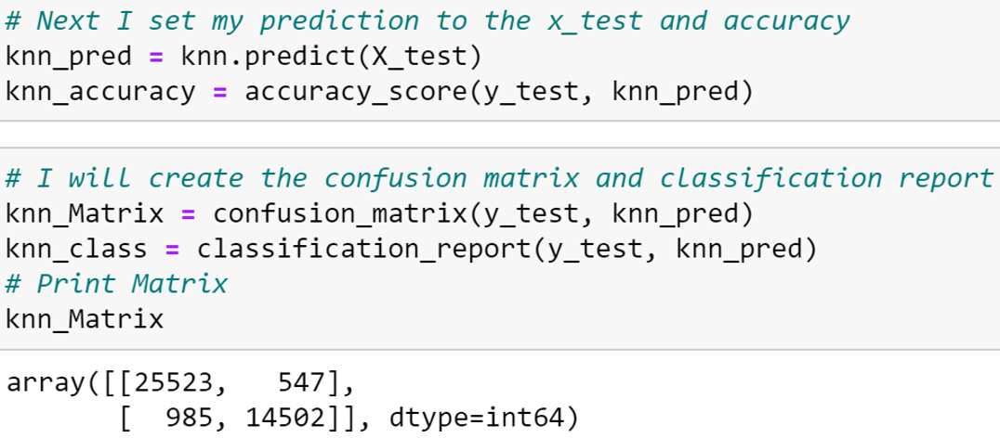 # Next I set my prediction to the x_test and accuracy
knn_pred = knn.predict(X_test)
knn_accuracy = accuracy_score(y_test, knn_pred)
# I will create the confusion matrix and classification report
knn_Matrix = confusion_matrix(y_test, knn_pred)
knn_class = classification_report(y_test, knn_pred)
# Print Matrix
knn_Matrix
array([[25523,   547],
       [  985, 14502]], dtype=int64)